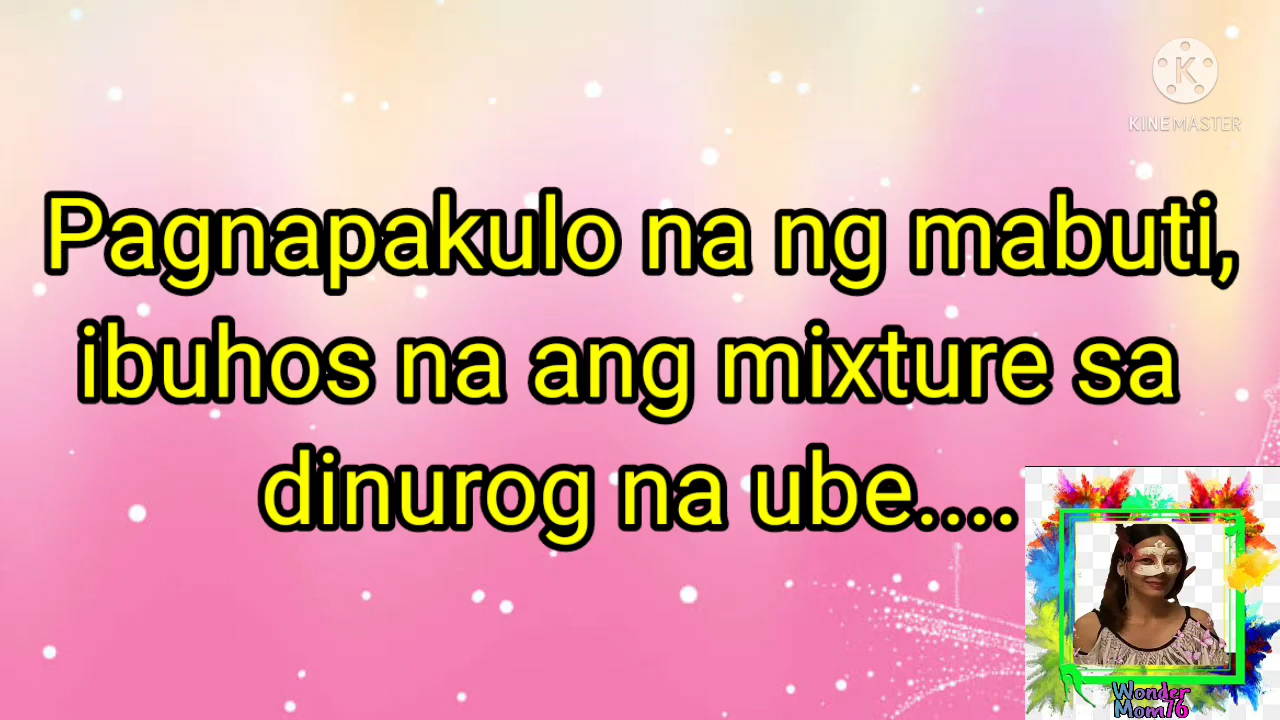 KINEMASTER
Pagnapakulo na ng mabuti,
ibuhos na ang mixture sa
dinurog na ube....
Wonder
Mom76